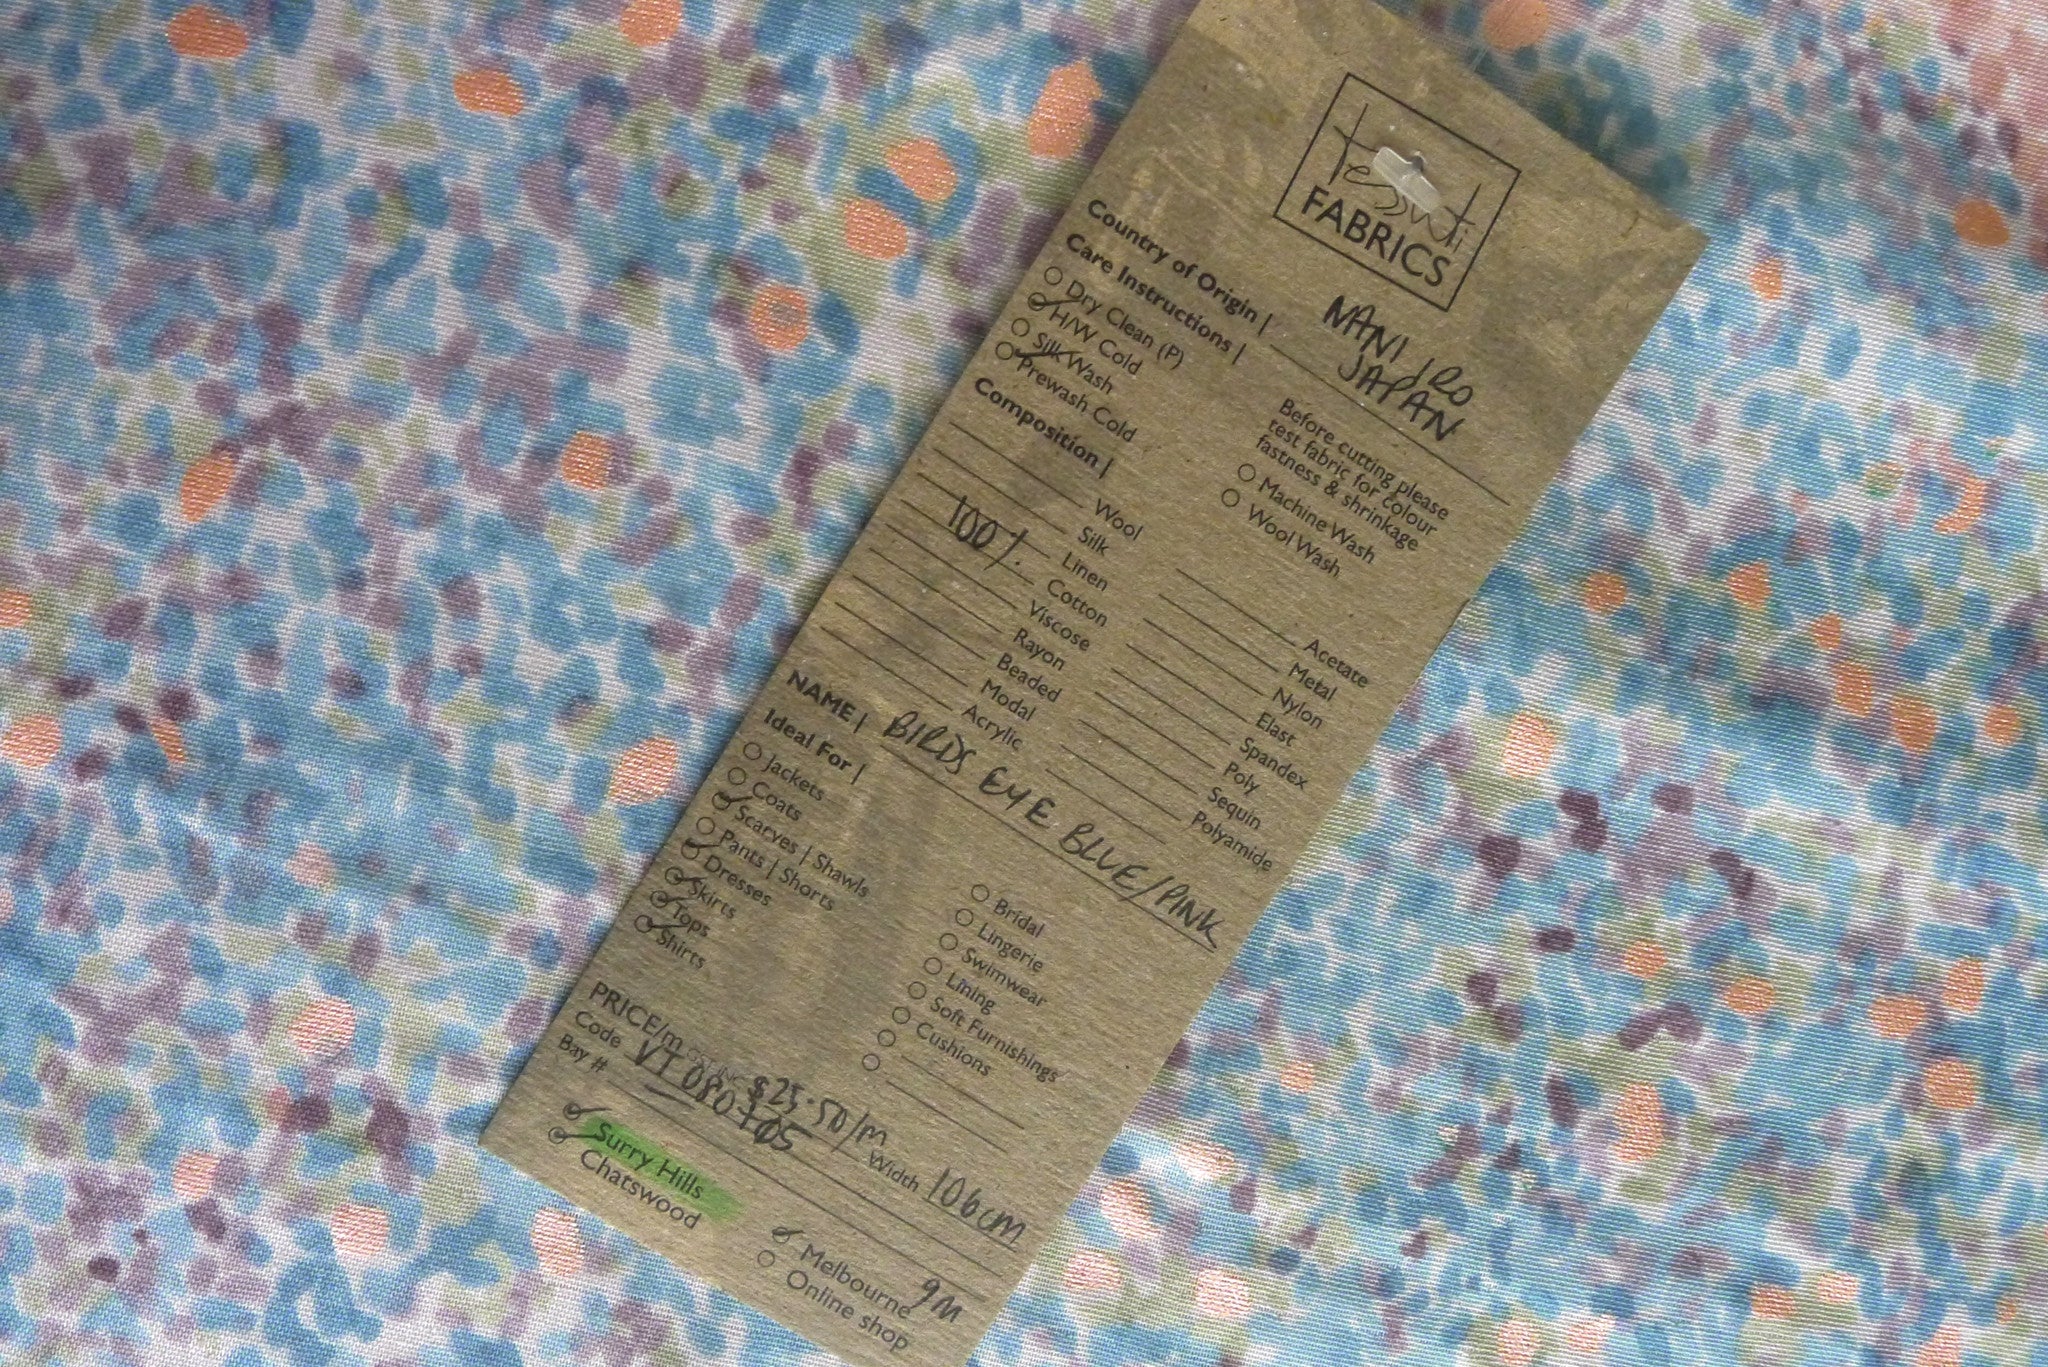 Tessuti
FABRICS
Country of Origin | NANI IRO
JAPAN
Care Instructions |
Dry Clean (P)
H/W Cold
Silk Wash
Prewash Cold
Before cutting please
test fabric for colour
fastness & shrinkage
Machine Wash
Wool Wash
Composition |
Wool
Silk
Linen
100% Cotton
Viscose
Rayon
Beaded
Modal
Acrylic
Acetate
Metal
Nylon
Elast
Spandex
Poly
Sequin
Polyamide
NAME | BIRDS EYE BLUE/PINK
Ideal For |
Jackets
Coats
Scarves | Shawls
Pants | Shorts
Dresses
Skirts
Tops
Shirts
Bridal
Lingerie
Swimwear
Lining
Soft Furnishings
Cushions
PRICE/m GST INC $25.50/m
Code VT080705 Width 106cm
Bay #
Surry Hills
Chatswood
Melbourne 9M
Online shop